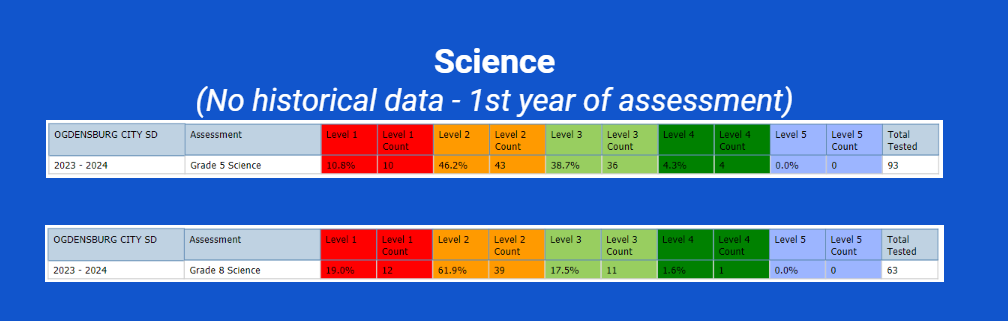 Science
(No historical data - 1st year of assessment)
OGDENSBURG CITY SD Assessment Level 1 Level 1 Count Level 2 Level 2 Count Level 3 Level 3 Count Level 4 Level 4 Count Level 5 Level 5 Count Total Tested
2023 - 2024 Grade 5 Science 10.8% 10 46.2% 43 38.7% 36 4.3% 4 0.0% 0 93
OGDENSBURG CITY SD Assessment Level 1 Level 1 Count Level 2 Level 2 Count Level 3 Level 3 Count Level 4 Level 4 Count Level 5 Level 5 Count Total Tested
2023 - 2024 Grade 8 Science 19.0% 12 61.9% 39 17.5% 11 1.6% 1 0.0% 0 63